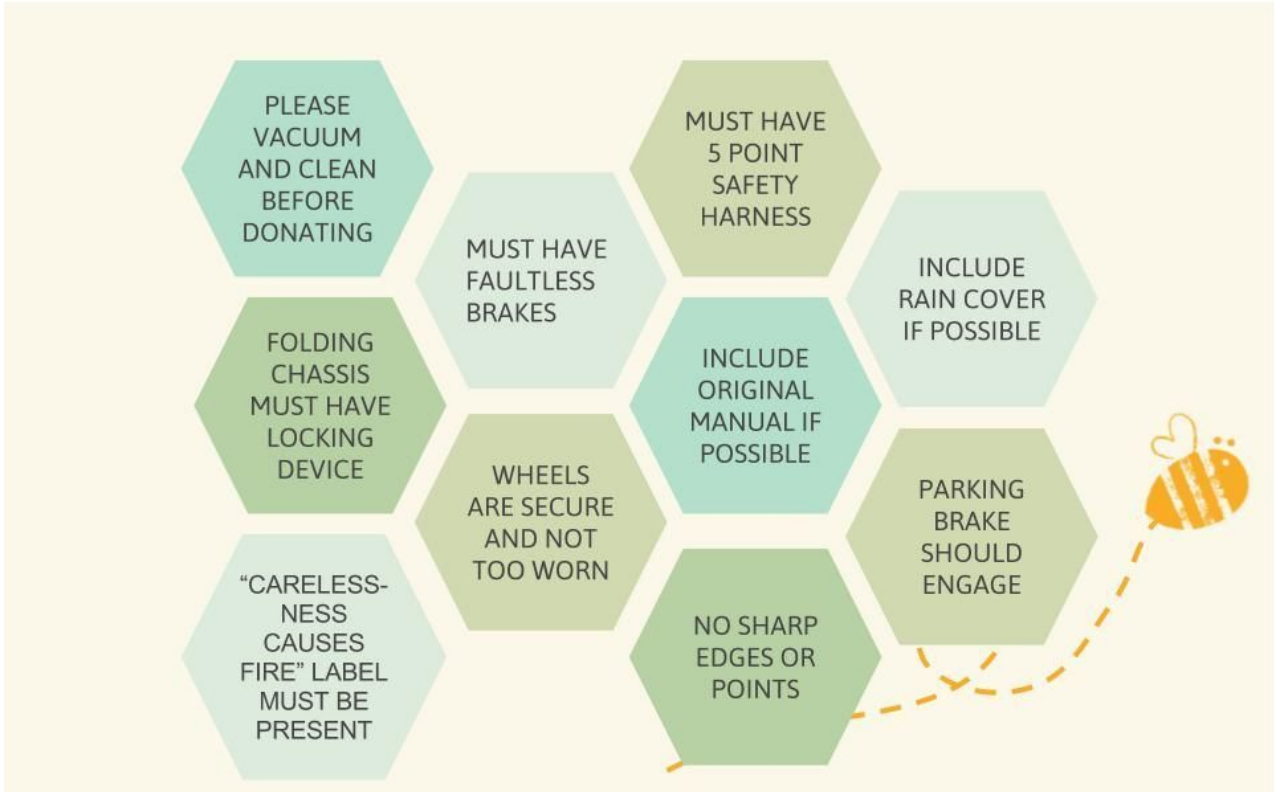 PLEASE
VACUUM
AND CLEAN
BEFORE
DONATING
MUST HAVE
FAULTLESS
BRAKES
MUST HAVE
5 POINT
SAFETY
HARNESS
INCLUDE
RAIN COVER
IF POSSIBLE
FOLDING
CHASSIS
MUST HAVE
LOCKING
DEVICE
WHEELS
ARE SECURE
AND NOT
TOO WORN
INCLUDE
ORIGINAL
MANUAL IF
POSSIBLE
PARKING
BRAKE
SHOULD
ENGAGE
“CARELESS-
NESS
CAUSES
FIRE” LABEL
MUST BE
PRESENT
NO SHARP
EDGES OR
POINTS